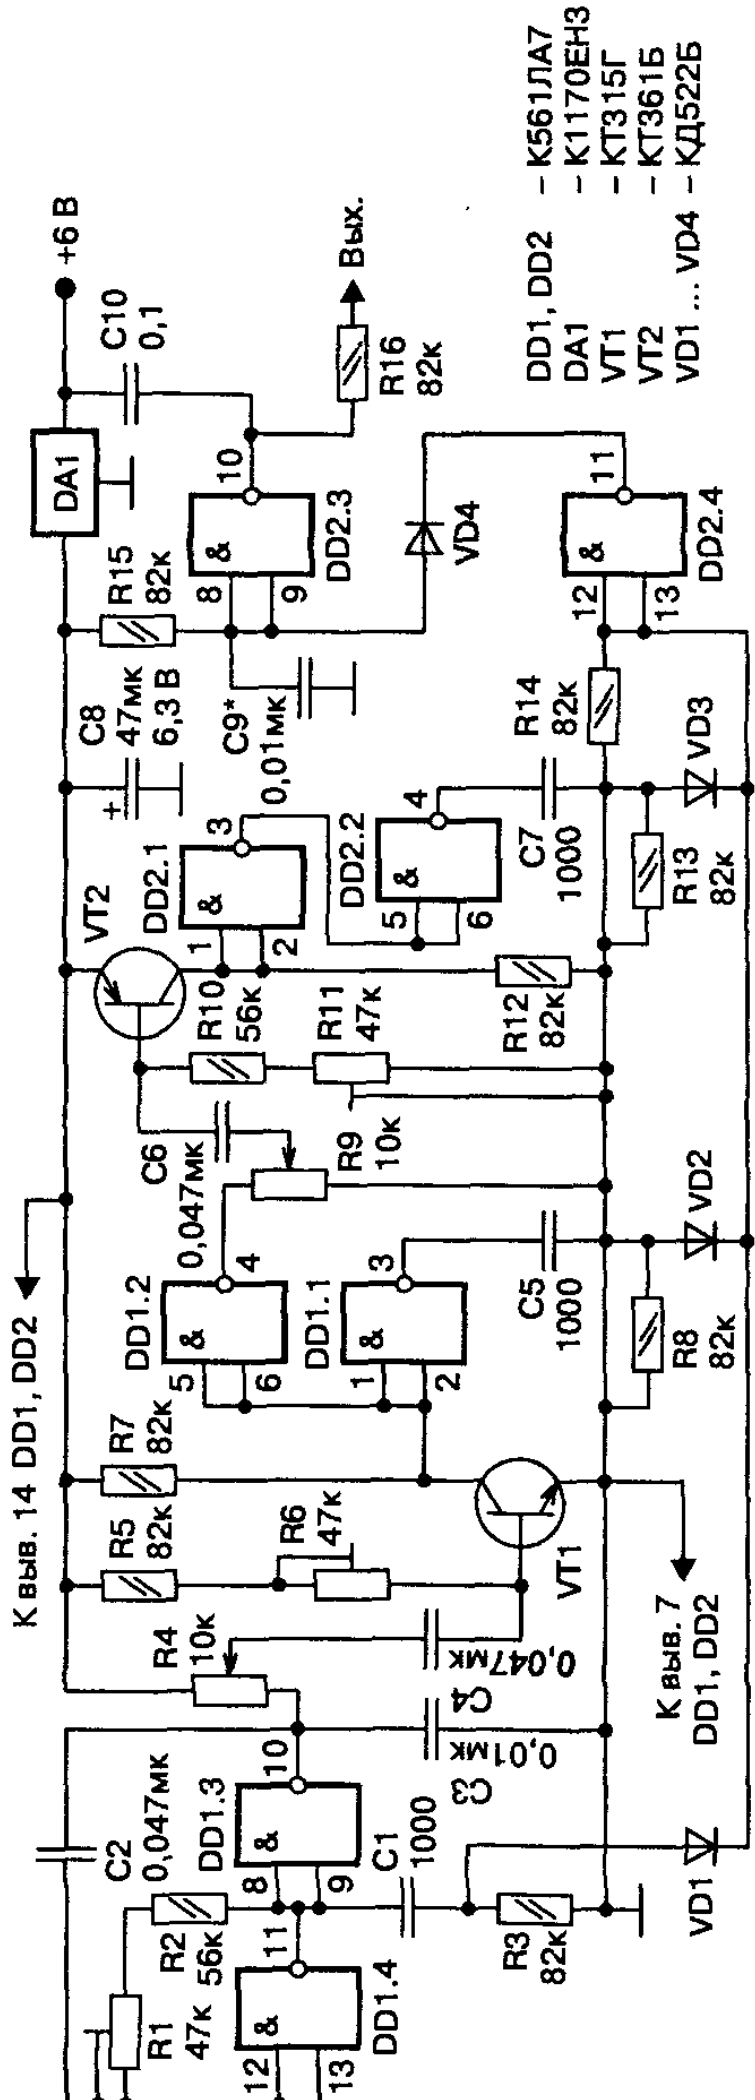 К выв. 14 DD1, DD2
+6 В
DA1
C10
0,1
Вых.
R16
82к
R15
82к
8
9
&
10
DD2.3
C8
+
47мк
6,3 В
C9*
0,01мк
VD4
12
13
&
11
DD2.4
R14
82к
VT2
DD2.1
1
2
&
3
DD2.2
5
6
&
4
C7
1000
VD3
R13
82к
R10
56к
R11
47к
R12
82к
C6
0,047мк
R9
10к
DD1.2
5
6
&
4
DD1.1
1
2
&
3
C5
1000
VD2
R8
82к
R7
82к
R5
82к
R6
47к
VT1
R4
10к
0,047мк
C4
0,01мк
C3
К выв. 7
DD1, DD2
C2
0,047мк
DD1.3
8
9
&
10
C1
1000
R2
56к
R1
47к
11
12
13
&
DD1.4
R3
82к
VD1
DD1, DD2 – К561ЛА7
DA1 – К1170ЕН3
VT1 – КТ315Г
VT2 – КТ361Б
VD1 ... VD4 – КД522Б